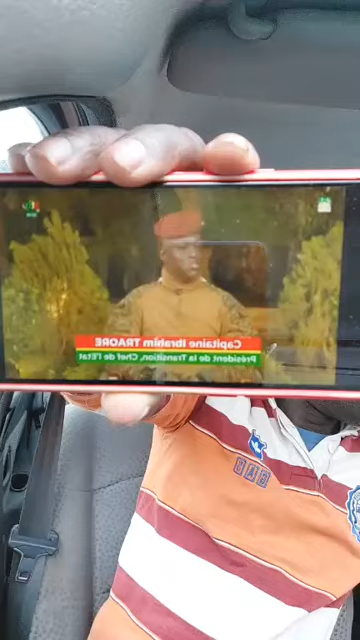 Capitaine Ibrahim TRAORE
Président de la Transition, Chef de l'Etat